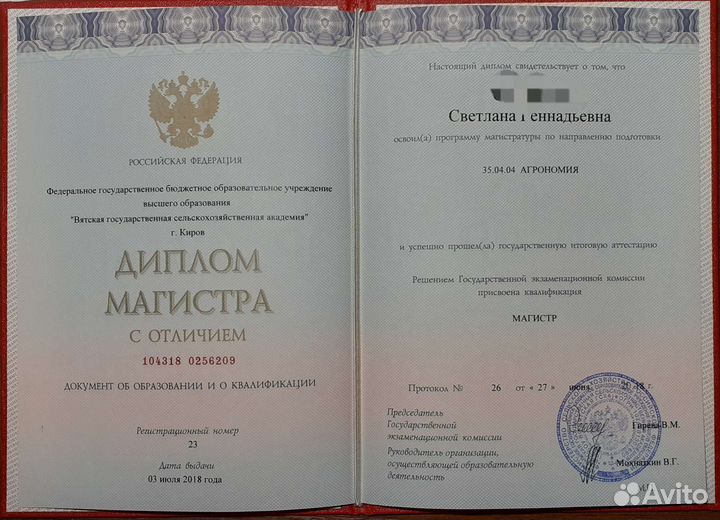 РОССИЙСКАЯ ФЕДЕРАЦИЯ
Федеральное государственное бюджетное образовательное учреждение
высшего образования
"Вятская государственная сельскохозяйственная академия"
г. Киров
ДИПЛОМ
МАГИСТРА
С ОТЛИЧИЕМ
104318 0256209
ДОКУМЕНТ ОБ ОБРАЗОВАНИИ И О КВАЛИФИКАЦИИ
Регистрационный номер
23
Дата выдачи
03 июля 2018 года
Настоящий диплом свидетельствует о том, что
Светлана Геннадьевна
освоил(а) программу магистратуры по направлению подготовки
35.04.04 АГРОНОМИЯ
и успешно прошел(ла) государственную итоговую аттестацию
Решением Государственной экзаменационной комиссии
присвоена квалификация
МАГИСТР
Протокол № 26 от « 27 » июня 2018 г.
Председатель
Государственной
экзаменационной комиссии
Гирева В.М.
Руководитель организации,
осуществляющей образовательную
деятельность
Мохнаткин В.Г.
М.П.
Avito